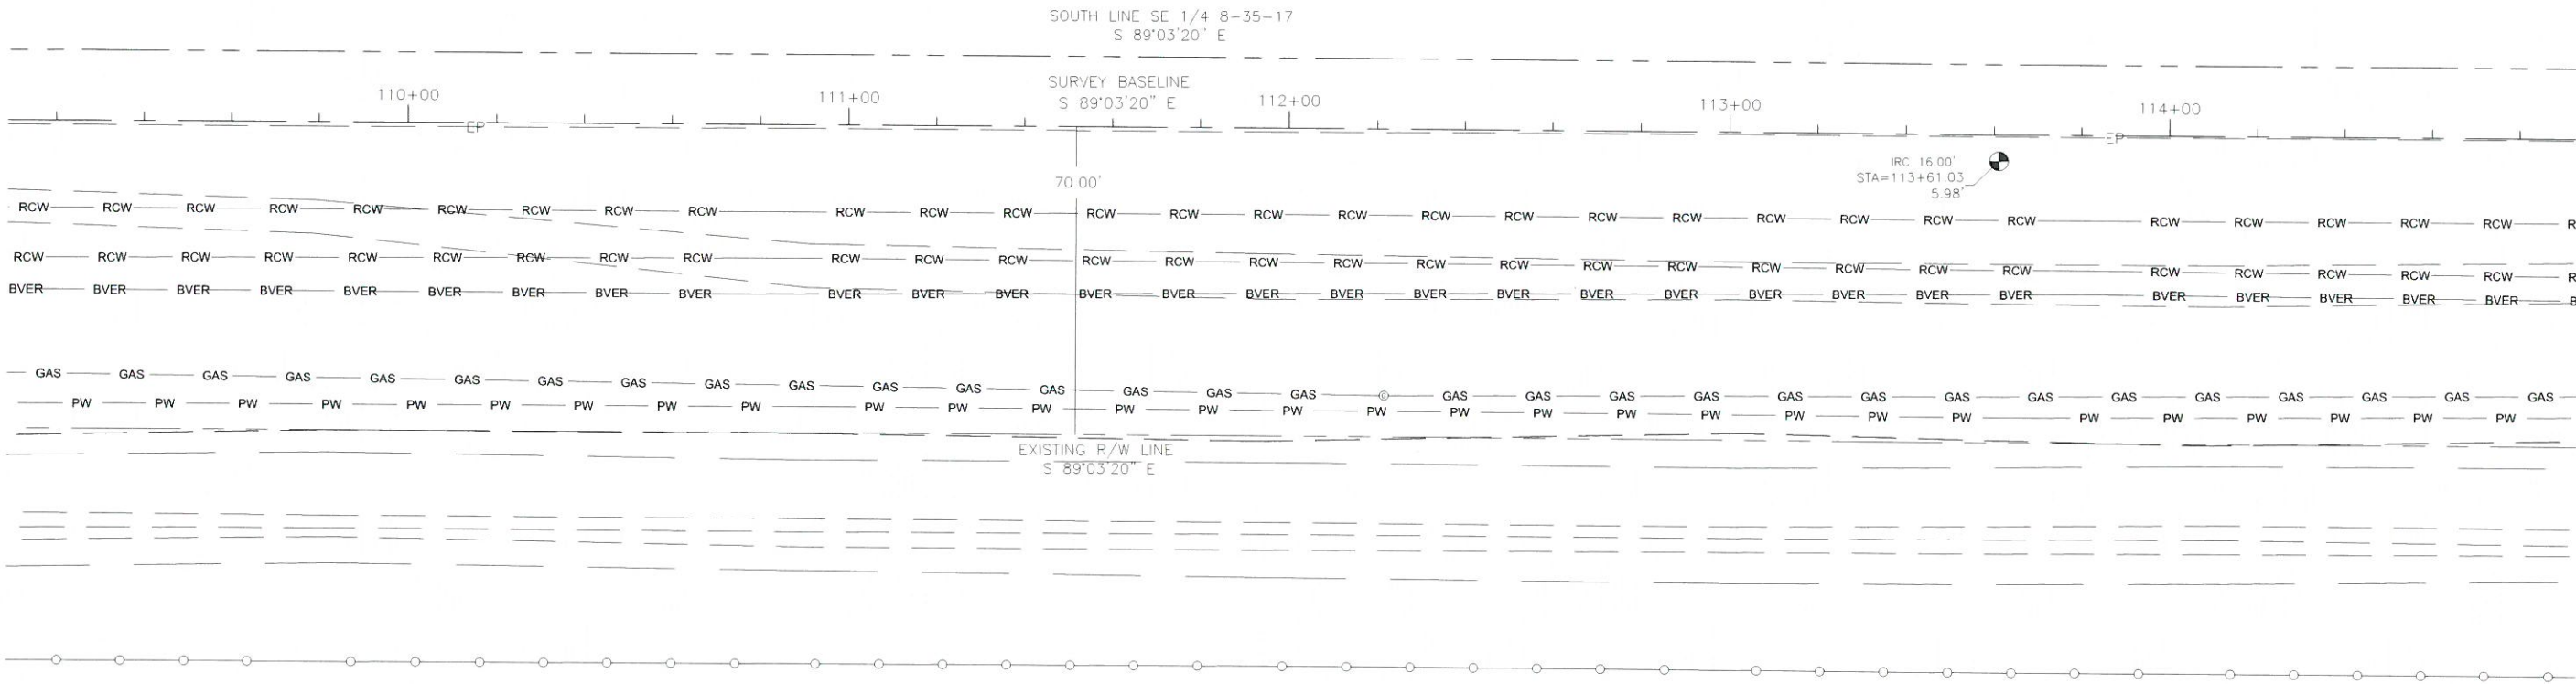 SOUTH LINE SE 1/4 8-35-17
S 89°03'20" E
SURVEY BASELINE
S 89°03'20" E
110+00 111+00 112+00 113+00 114+00
EP EP
IRC 16.00'
STA=113+61.03
5.98'
70.00'
RCW RCW RCW RCW RCW RCW RCW RCW RCW RCW RCW RCW RCW RCW RCW RCW RCW RCW RCW RCW RCW RCW RCW RCW RCW RCW RCW RCW RCW R
RCW RCW RCW RCW RCW RCW RCW RCW RCW RCW RCW RCW RCW RCW RCW RCW RCW RCW RCW RCW RCW RCW RCW RCW RCW RCW RCW RCW RCW R
BVER BVER BVER BVER BVER BVER BVER BVER BVER BVER BVER BVER BVER BVER BVER BVER BVER BVER BVER BVER BVER BVER BVER BVER BVER BVER BVER BVER BVER B
GAS GAS GAS GAS GAS GAS GAS GAS GAS GAS GAS GAS GAS GAS GAS GAS G GAS GAS GAS GAS GAS GAS GAS GAS GAS GAS GAS GAS GAS GAS
PW PW PW PW PW PW PW PW PW PW PW PW PW PW PW PW PW PW PW PW PW PW PW PW PW PW PW PW PW
EXISTING R/W LINE
S 89°03'20" E